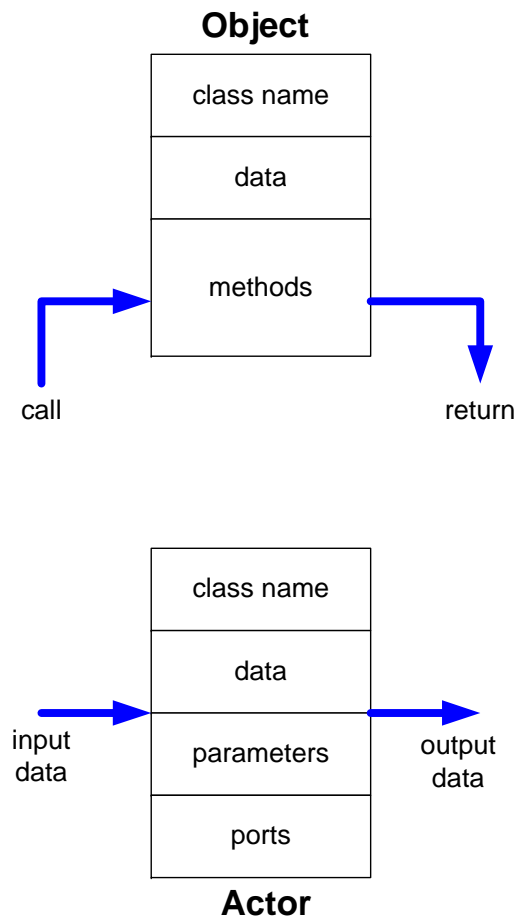 Object
class name
data
methods
call
return
class name
data
input
data
parameters
output
data
ports
Actor